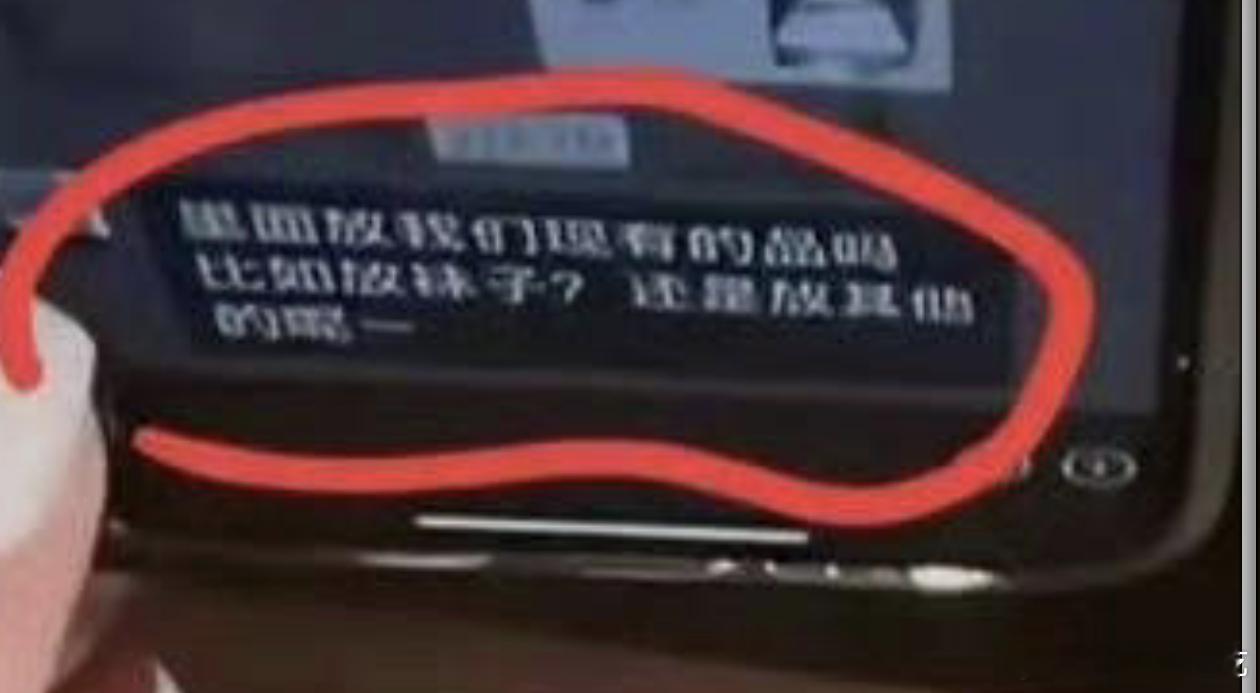 里面放我们现有的品吗
比如放袜子？还是放其他
的呢一